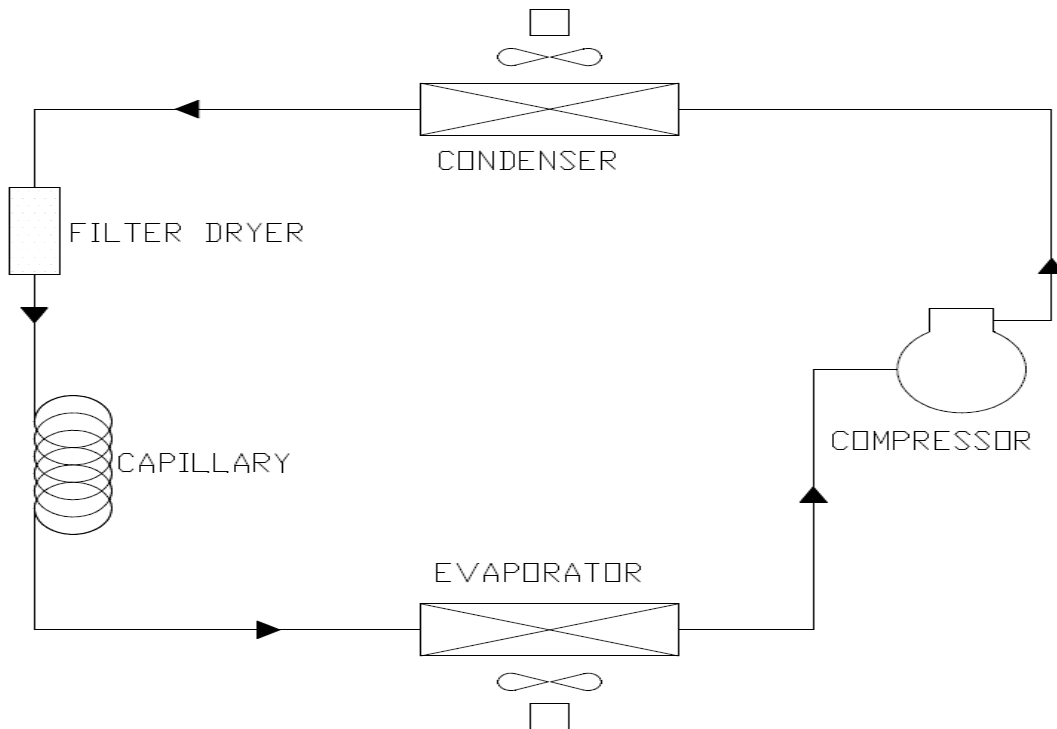 CONDENSER
FILTER DRYER
COMPRESSOR
CAPILLARY
EVAPORATOR